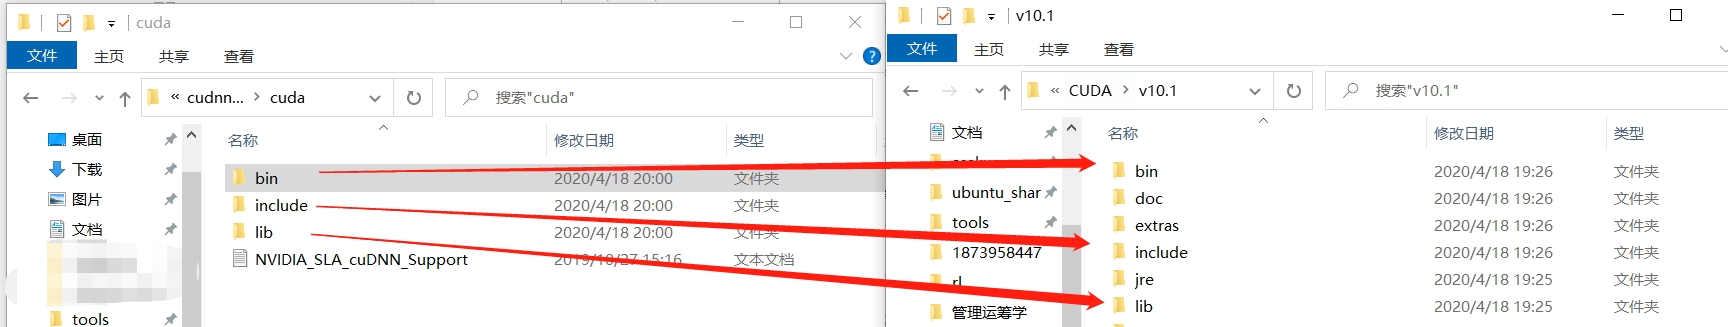 cuda
文件 主页 共享 查看
« cudnn... > cuda
搜索"cuda"
桌面
下载
图片
文档
tools
名称 修改日期 类型
bin 2020/4/18 20:00 文件夹
include 2020/4/18 20:00 文件夹
lib 2020/4/18 20:00 文件夹
NVIDIA_SLA_cuDNN_Support 2019/10/27 15:16 文本文档
v10.1
文件 主页 共享 查看
« CUDA > v10.1
搜索"v10.1"
文档
ubuntu_shar
tools
1873958447
rl
管理运筹学
名称 修改日期 类型
bin 2020/4/18 19:26 文件夹
doc 2020/4/18 19:26 文件夹
extras 2020/4/18 19:26 文件夹
include 2020/4/18 19:26 文件夹
jre 2020/4/18 19:25 文件夹
lib 2020/4/18 19:25 文件夹